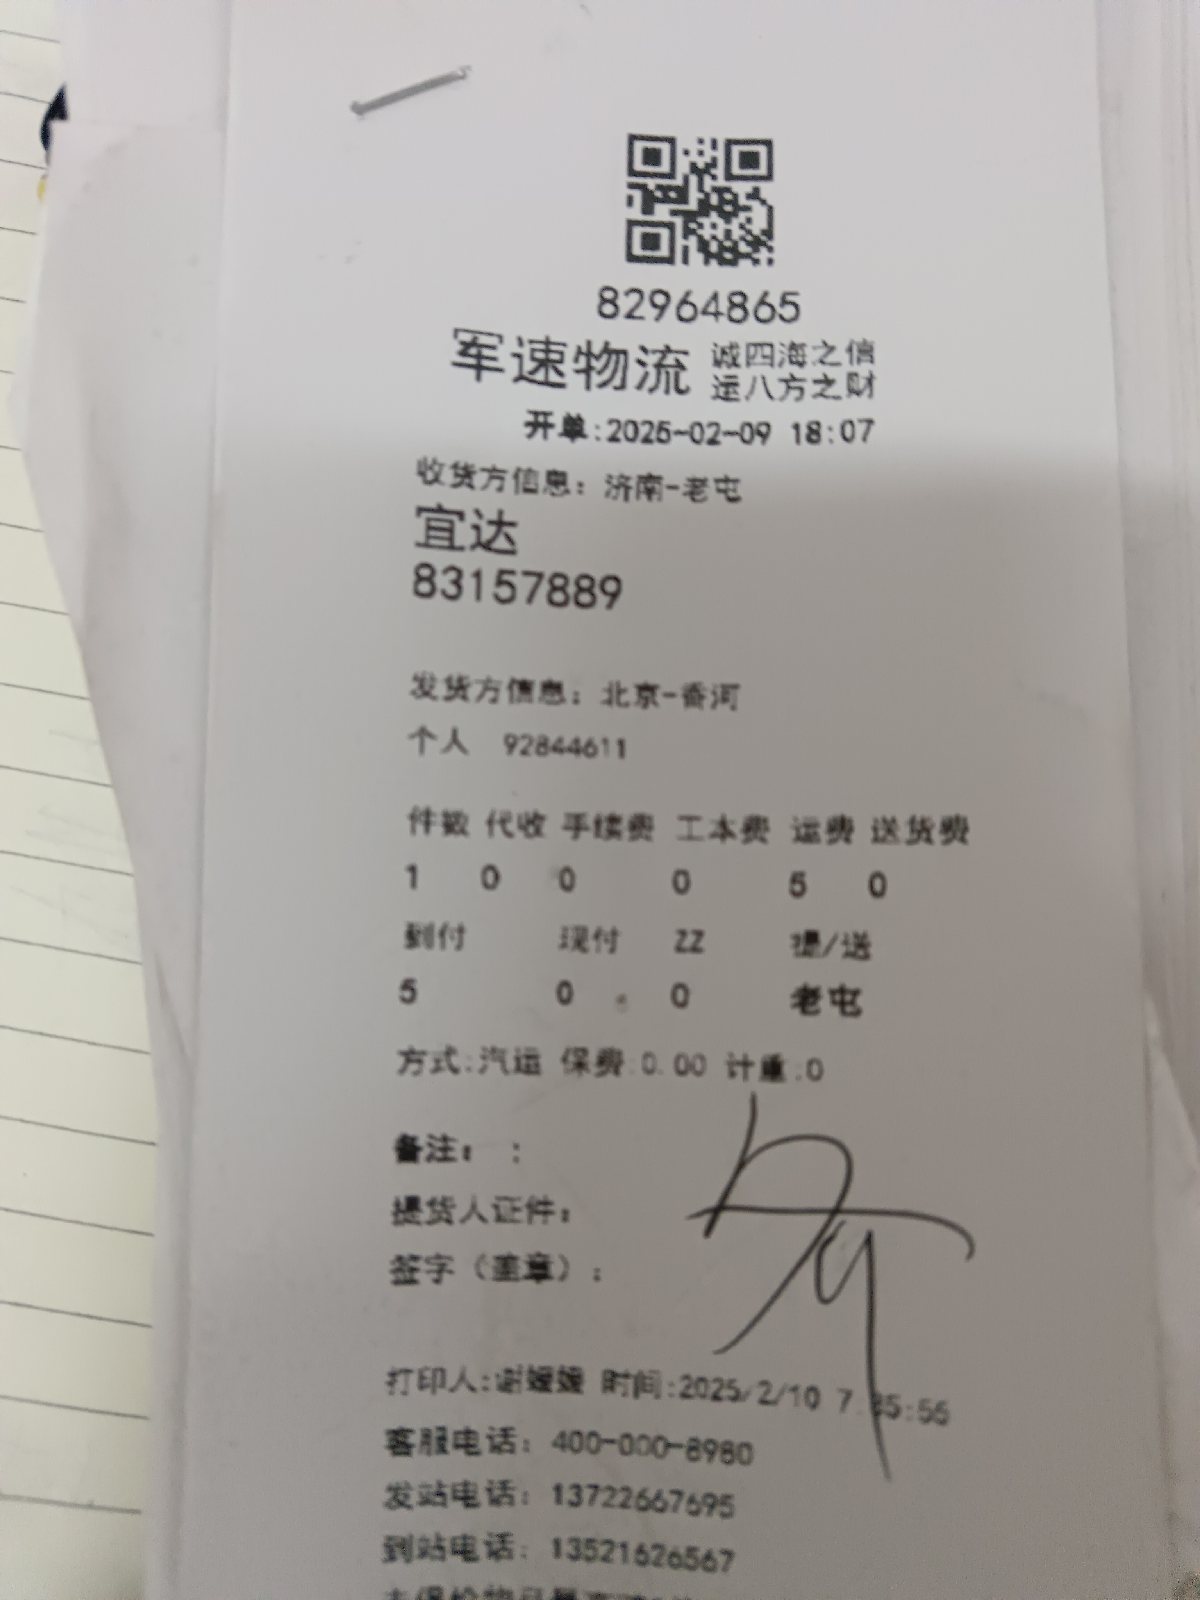 82964865
军速物流 诚四海之信
运八方之财
开单:2025-02-09 18:07
收货方信息：济南-老屯
宜达
83157889
发货方信息：北京-香河
个人 92844611
件数 代收 手续费 工本费 运费 送货费
1 0 0 0 5 0
到付 现付 ZZ 提/送
5 0 0 老屯
方式:汽运 保费:0.00 计重:0
备注： :
提货人证件：
签字（盖章）：
打印人:谢媛媛 时间:2025/2/10
客服电话：400-000-8980
发站电话：13722667695
到站电话：13521626567